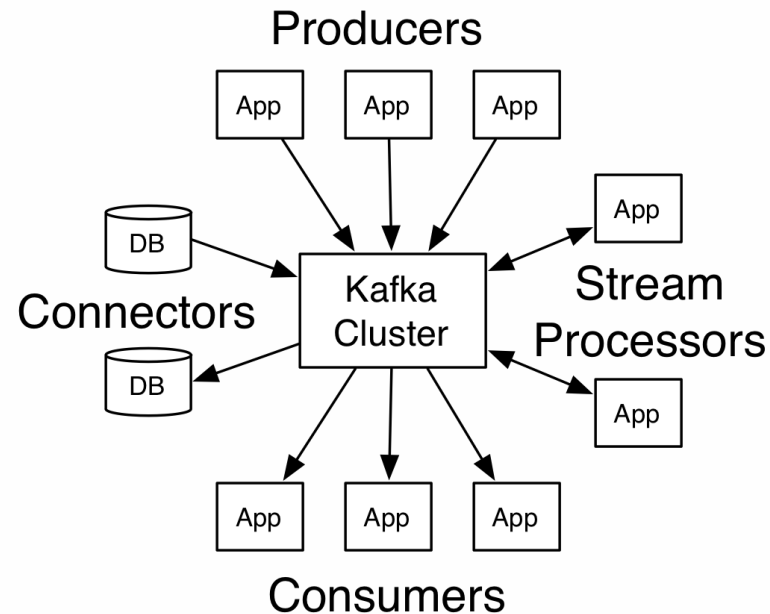 Producers
App
App
App
DB
App
Kafka
Cluster
Connectors
Stream
Processors
DB
App
App
App
App
Consumers